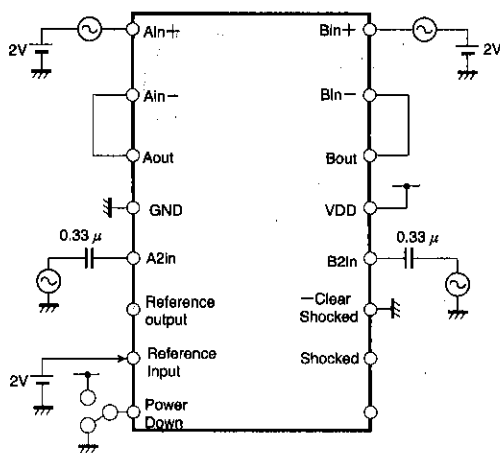 2V
AIn+
BIn+
2V
Ain−
BIn−
Aout
Bout
GND
VDD
0.33 μ
A2in
B2In
0.33 μ
Reference
output
−Clear
Shocked
Reference
Input
Shocked
2V
Power
Down